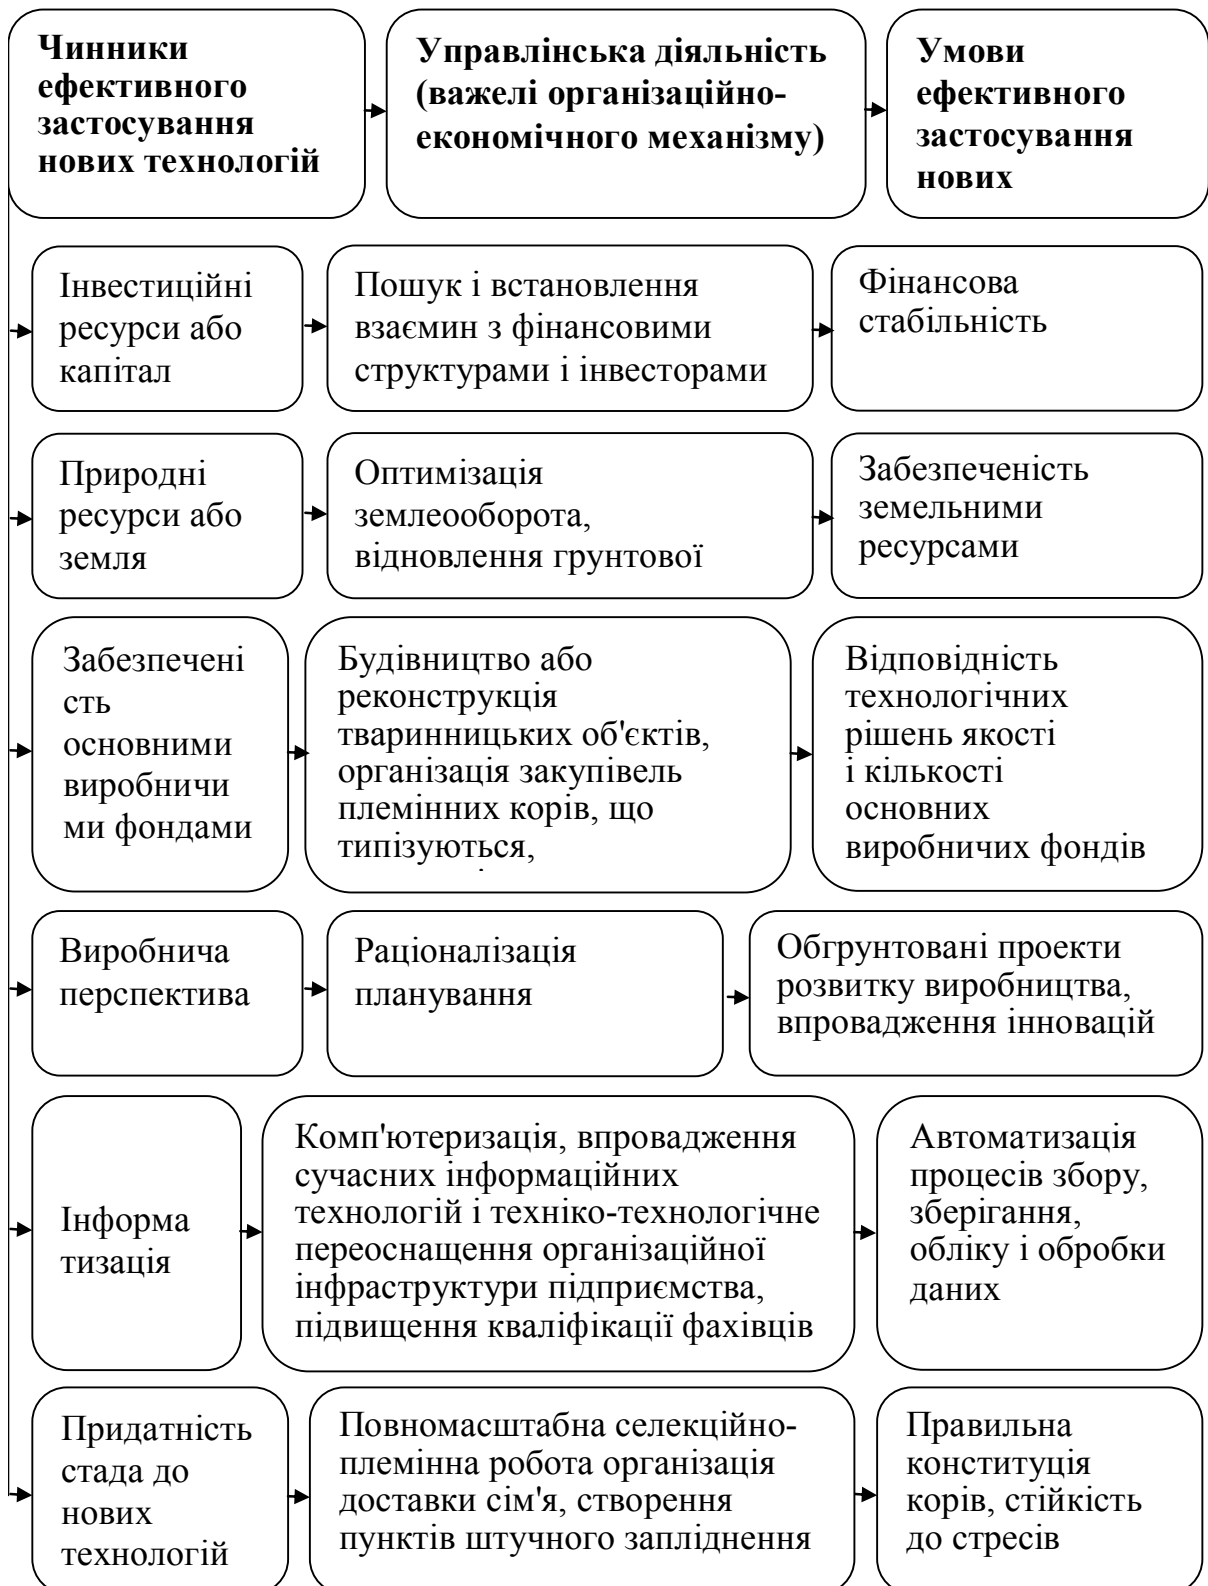 Чинники
ефективного
застосування
нових технологій
Управлінська діяльність
(важелі організаційно-
економічного механізму)
Умови
ефективного
застосування
нових
Інвестиційні
ресурси або
капітал
Пошук і встановлення
взаємин з фінансовими
структурами і інвесторами
Фінансова
стабільність
Природні
ресурси або
земля
Оптимізація
землеооборота,
відновлення грунтової
Забезпеченість
земельними
ресурсами
Забезпечені
сть
основними
виробничи
ми фондами
Будівництво або
реконструкція
тваринницьких об'єктів,
організація закупівель
племінних корів, що
типізуються,
Відповідність
технологічних
рішень якості
і кількості
основних
виробничих фондів
Виробнича
перспектива
Раціоналізація
планування
Обгрунтовані проекти
розвитку виробництва,
впровадження інновацій
Інформа
тизація
Комп'ютеризація, впровадження
сучасних інформаційних
технологій і техніко-технологічне
переоснащення організаційної
інфраструктури підприємства,
підвищення кваліфікації фахівців
Автоматизація
процесів збору,
зберігання,
обліку і обробки
даних
Придатність
стада до
нових
технологій
Повномасштабна селекційно-
племінна робота організація
доставки сім'я, створення
пунктів штучного запліднення
Правильна
конституція
корів, стійкість
до стресів